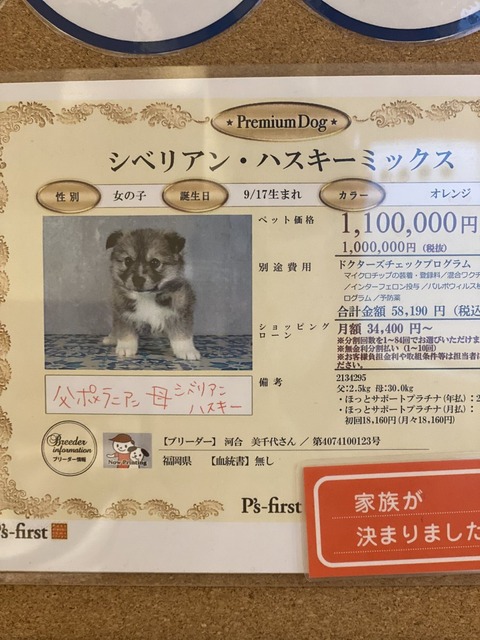 PremiumDog
シベリアン・ハスキーミックス
性別 女の子 誕生日 9/17生まれ カラー オレンジ
ペット価格 1,100,000円
1,000,000円 (税抜)
別途費用 ドクターズチェックプログラム
マイクロチップの装着・登録料／混合ワクチ
／インターフェロン投与／パルボウィルス検
ログラム／予防薬
合計金額 58,190 円 (税込
ショッピングローン 月額 34,400 円～
※分割回数を1～84回でお選びいただけま
※無金利分割払い (1～10回)
※お客様負担金利や取組条件等は担当者に
ださい。
備考 2134295
父:2.5kg 母:30.0kg
・ほっとサポートプラチナ (年払) : 2
・ほっとサポートプラチナ (月払) :
初回18,160円 (月々18,160円)
父ポメラニアン 母シベリアンハスキー
Breeder information
ブリーダー情報
Now Printing
【ブリーダー】 河合 美千代さん ／ 第4074100123号
福岡県 【血統書】 無し
P's-first
P's-first
家族が
決まりました